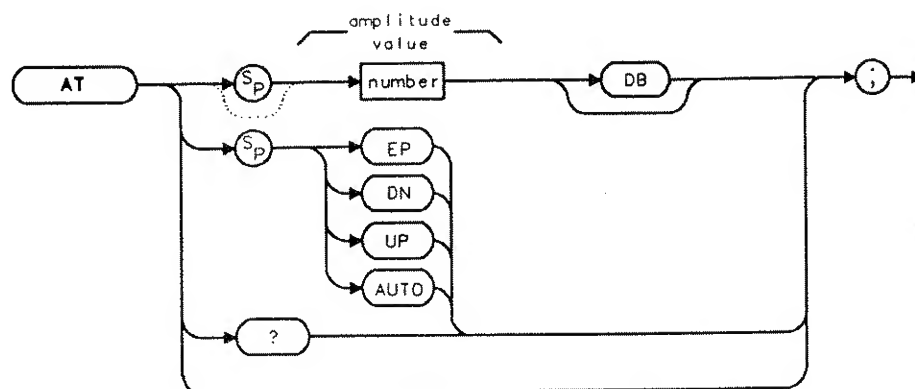 amplitude
value
AT SP number DB ;
SP EP
DN
UP
AUTO
?